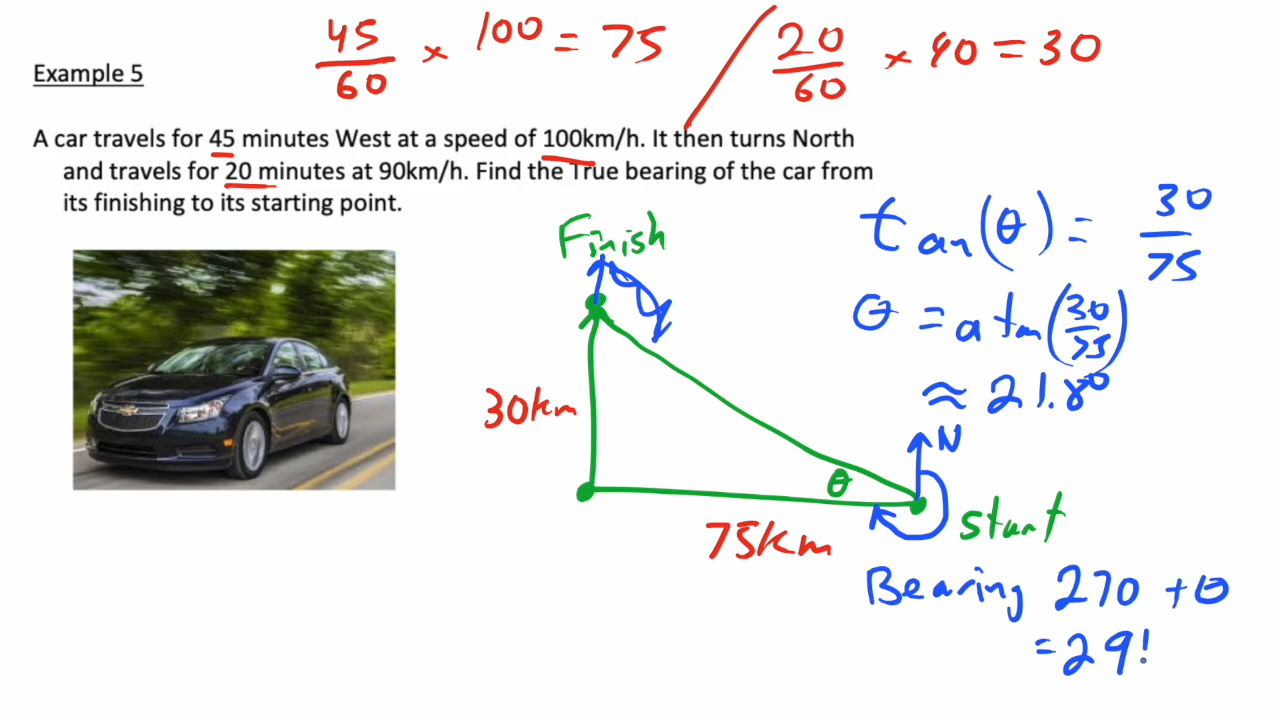 45/60 × 100 = 75 / 20/60 × 90 = 30
Example 5
A car travels for 45 minutes West at a speed of 100km/h. It then turns North
and travels for 20 minutes at 90km/h. Find the True bearing of the car from
its finishing to its starting point.
Finish
tan(θ) = 30/75
θ = atan(30/75)
≈ 21.8°
30km
N
θ
start
75km
Bearing 270 + θ
= 291